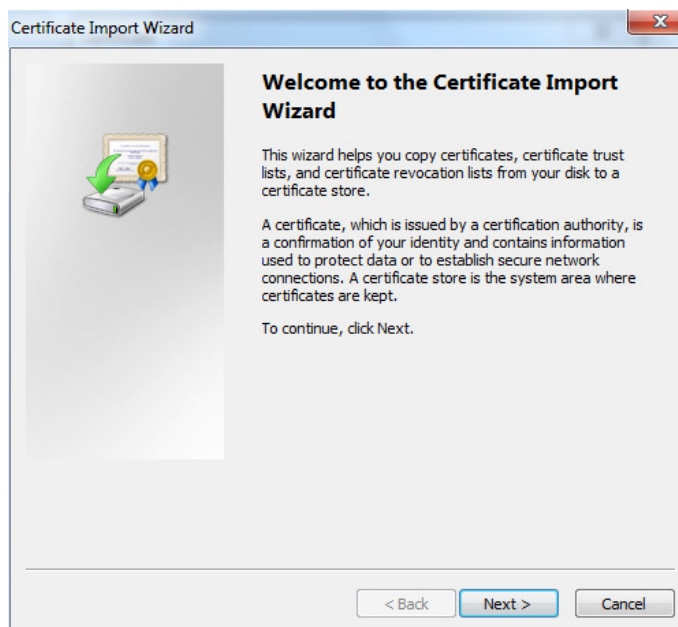 Certificate Import Wizard
Welcome to the Certificate Import
Wizard
This wizard helps you copy certificates, certificate trust
lists, and certificate revocation lists from your disk to a
certificate store.
A certificate, which is issued by a certification authority, is
a confirmation of your identity and contains information
used to protect data or to establish secure network
connections. A certificate store is the system area where
certificates are kept.
To continue, click Next.
< Back Next > Cancel